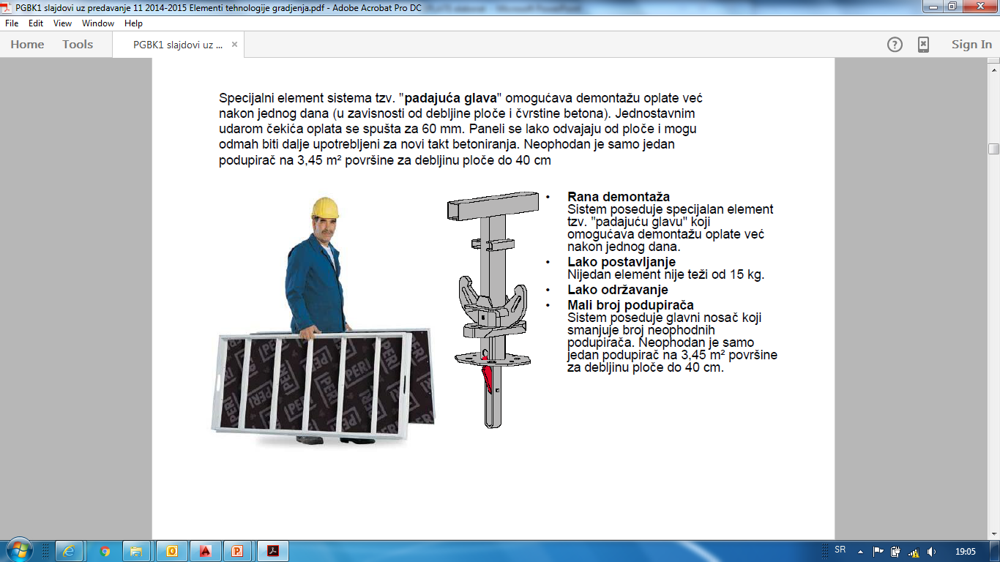 PGBK1 slajdovi uz predavanje 11 2014-2015 Elementi tehnologije gradjenja.pdf - Adobe Acrobat Pro DC
File Edit View Window Help
Home Tools PGBK1 slajdovi uz ... × Sign In
Specijalni element sistema tzv. "padajuća glava" omogućava demontažu oplate već
nakon jednog dana (u zavisnosti od debljine ploče i čvrstine betona). Jednostavnim
udarom čekića oplata se spušta za 60 mm. Paneli se lako odvajaju od ploče i mogu
odmah biti dalje upotrebljeni za novi takt betoniranja. Neophodan je samo jedan
podupirač na 3,45 m² površine za debljinu ploče do 40 cm
• Rana demontaža
Sistem poseduje specijalan element
tzv. "padajuću glavu" koji
omogućava demontažu oplate već
nakon jednog dana.
• Lako postavljanje
Nijedan element nije teži od 15 kg.
• Lako održavanje
• Mali broj podupirača
Sistem poseduje glavni nosač koji
smanjuje broj neophodnih
podupirača. Neophodan je samo
jedan podupirač na 3,45 m² površine
za debljinu ploče do 40 cm.
PERI
PERI
PERI
PERI
SR 19:05